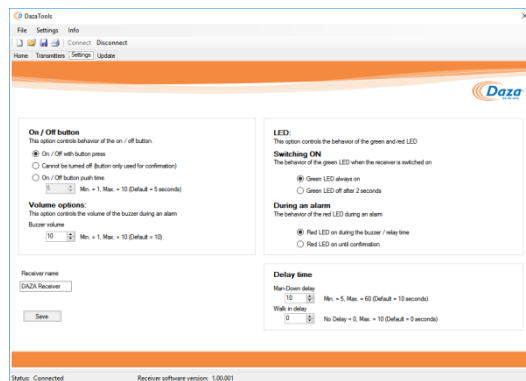 DazaTools
File Settings Info
Connect Disconnect
Home Transmitters Settings Update
Daza
On / Off button
This option controls behavior of the on / off button.
On / Off with button press
Cannot be turned off (button only used for confirmation)
On / Off button push time
5 Min. = 1, Max. = 10 (Default = 5 seconds)
Volume options:
This option controls the volume of the buzzer during an alarm
Buzzer volume
10 Min. = 1, Max. = 10 (Default = 10)
Receiver name
DAZA Receiver
Save
LED:
This option controls the behavior of the green and red LED
Switching ON
The behavior of the green LED when the receiver is switched on
Green LED always on
Green LED off after 2 seconds
During an alarm
The behavior of the red LED during an alarm
Red LED on during the buzzer / relay time
Red LED on until confirmation
Delay time
Man-Down delay
10 Min. = 5, Max. = 60 (Default = 10 seconds)
Walk in delay
0 No Delay = 0, Max. = 10 (Default = 0 seconds)
Status: Connected Receiver software version: 1.00.001